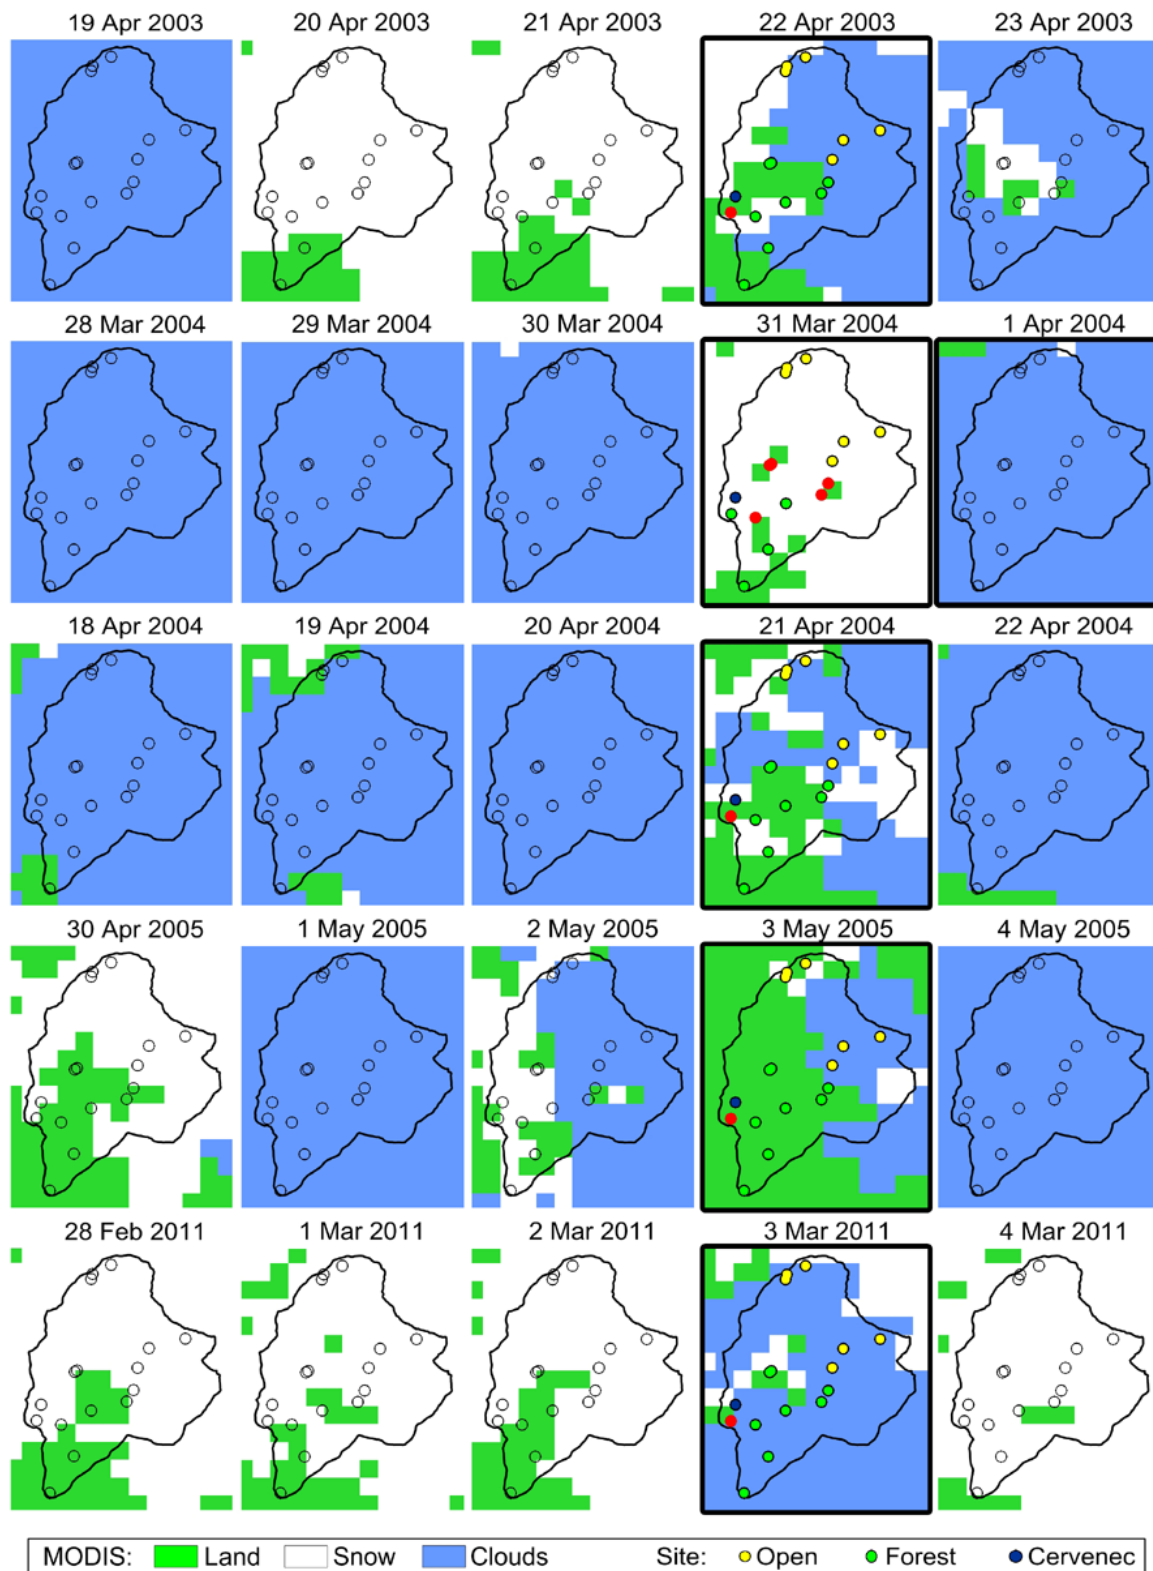 19 Apr 2003 20 Apr 2003 21 Apr 2003 22 Apr 2003 23 Apr 2003
28 Mar 2004 29 Mar 2004 30 Mar 2004 31 Mar 2004 1 Apr 2004
18 Apr 2004 19 Apr 2004 20 Apr 2004 21 Apr 2004 22 Apr 2004
30 Apr 2005 1 May 2005 2 May 2005 3 May 2005 4 May 2005
28 Feb 2011 1 Mar 2011 2 Mar 2011 3 Mar 2011 4 Mar 2011
MODIS: Land Snow Clouds Site: Open Forest Cervenec